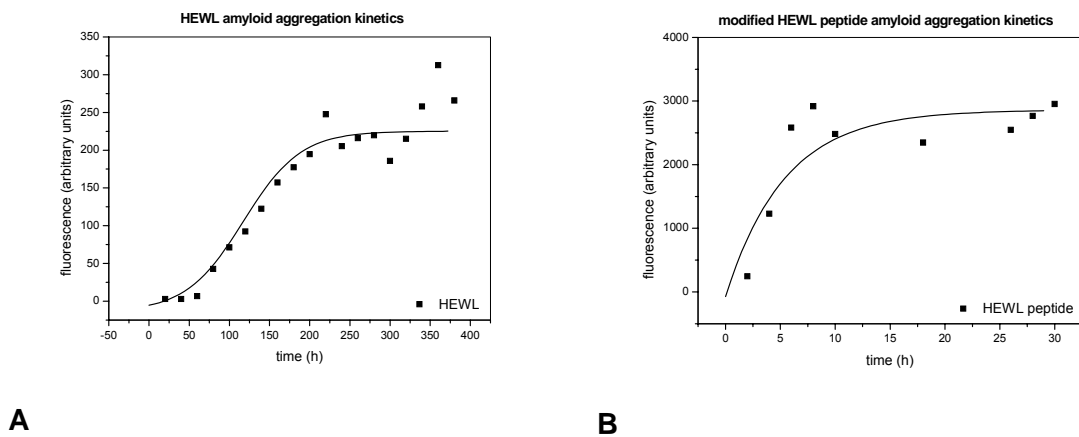 HEWL amyloid aggregation kinetics
350
300
250
200
150
100
50
0
fluorescence (arbitrary units)
HEWL
-50 0 50 100 150 200 250 300 350 400
time (h)
A
modified HEWL peptide amyloid aggregation kinetics
4000
3000
2000
1000
0
fluorescence (arbitrary units)
HEWL peptide
0 5 10 15 20 25 30
time (h)
B